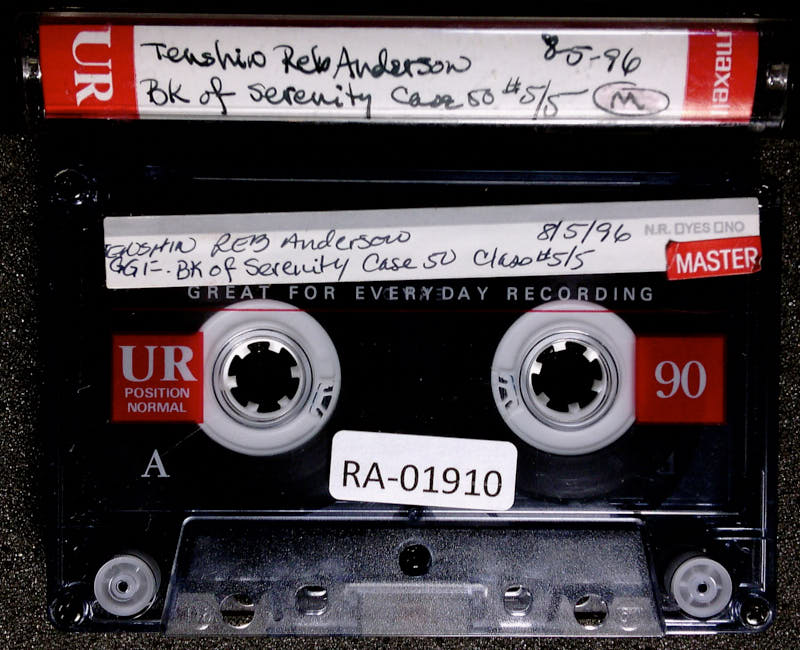 UR
Tenshin Reb Anderson 8-5-96
BK of Serenity Case 50 #5/5 M
maxell
Tenshin Reb Anderson 8/5/96 N.R. □YES □NO
GGF. BK of Serenity Case 50 Class #5/5 MASTER
GREAT FOR EVERYDAY RECORDING
UR
POSITION
NORMAL
90
A
RA-01910